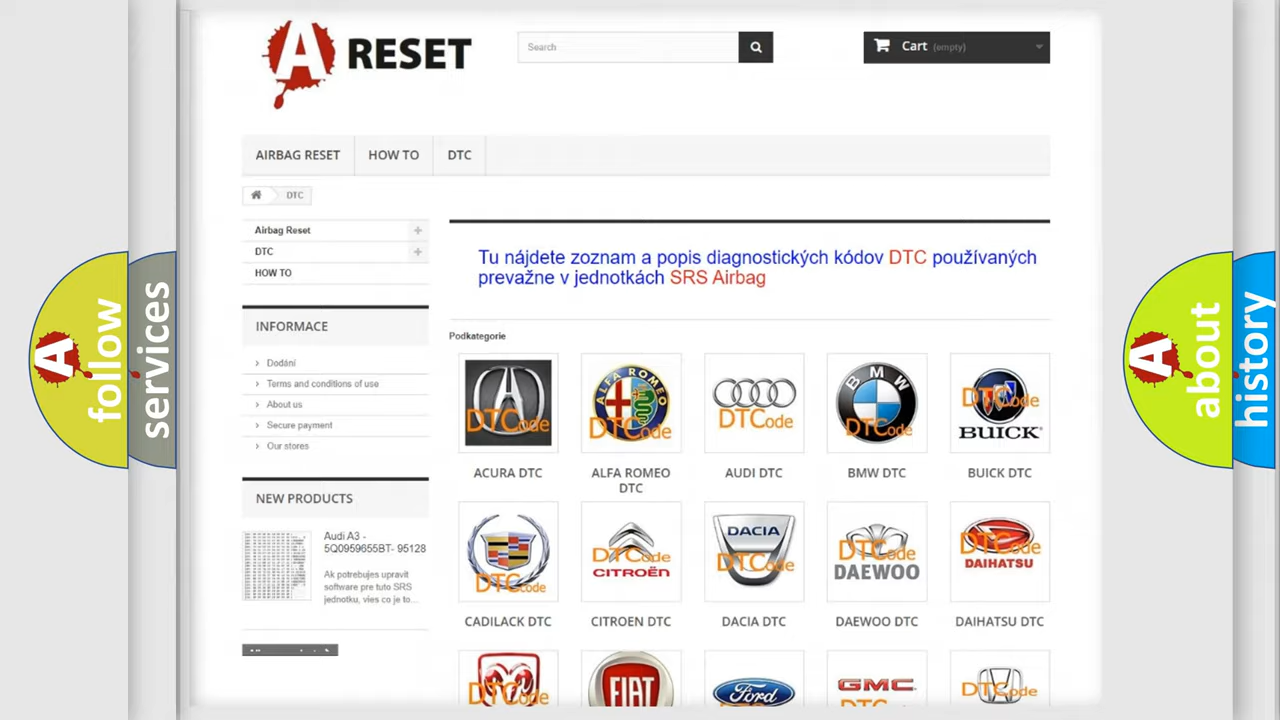 A RESET
Search
Cart (empty)
AIRBAG RESET
HOW TO
DTC
DTC
Airbag Reset
DTC
HOW TO
INFORMACE
Dodání
Terms and conditions of use
About us
Secure payment
Our stores
NEW PRODUCTS
Audi A3 -
5Q0959655BT- 95128
Ak potrebujes upravit
software pre tuto SRS
jednotku, vies co je to...
Tu nájdete zoznam a popis diagnostických kódov DTC používaných
prevažne v jednotkách SRS Airbag
Podkategorie
DTCode
ACURA DTC
ALFA ROMEO
DTCode
ALFA ROMEO
DTC
DTCode
AUDI DTC
BMW
DTCode
BMW DTC
DTCode
BUICK
BUICK DTC
DTCode
CADILACK DTC
DTCode
CITROËN
CITROEN DTC
DACIA
DTCode
DACIA DTC
DTCode
DAEWOO
DAEWOO DTC
DTCode
DAIHATSU
DAIHATSU DTC
DTCode
FIAT
Ford
GMC
DTCode
A follow
services
A about
history